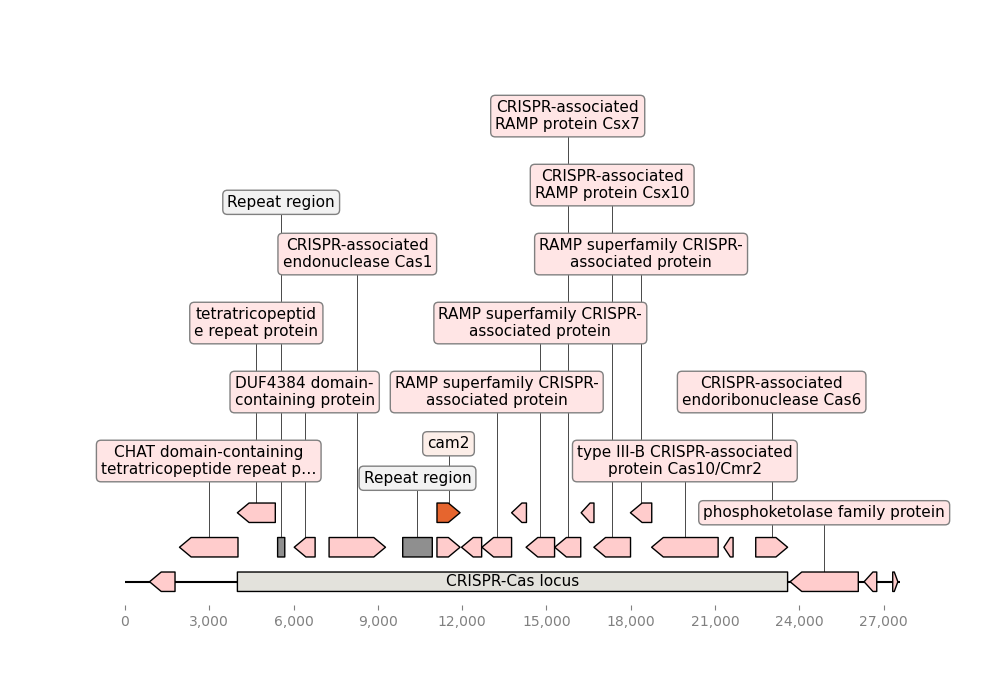 CRISPR-associated
RAMP protein Csx7
CRISPR-associated
RAMP protein Csx10
Repeat region
CRISPR-associated
endonuclease Cas1
RAMP superfamily CRISPR-
associated protein
tetratricopeptid
e repeat protein
RAMP superfamily CRISPR-
associated protein
DUF4384 domain-
containing protein
RAMP superfamily CRISPR-
associated protein
CRISPR-associated
endoribonuclease Cas6
cam2
CHAT domain-containing
tetratricopeptide repeat p...
Repeat region
type III-B CRISPR-associated
protein Cas10/Cmr2
phosphoketolase family protein
CRISPR-Cas locus
0 3,000 6,000 9,000 12,000 15,000 18,000 21,000 24,000 27,000